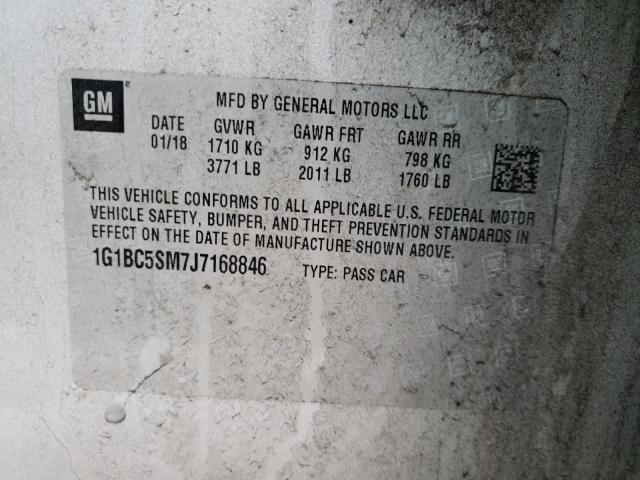 GM
MFD BY GENERAL MOTORS LLC
DATE GVWR GAWR FRT GAWR RR
01/18 1710 KG 912 KG 798 KG
3771 LB 2011 LB 1760 LB
THIS VEHICLE CONFORMS TO ALL APPLICABLE U.S. FEDERAL MOTOR
VEHICLE SAFETY, BUMPER, AND THEFT PREVENTION STANDARDS IN
EFFECT ON THE DATE OF MANUFACTURE SHOWN ABOVE.
1G1BC5SM7J7168846 TYPE: PASS CAR